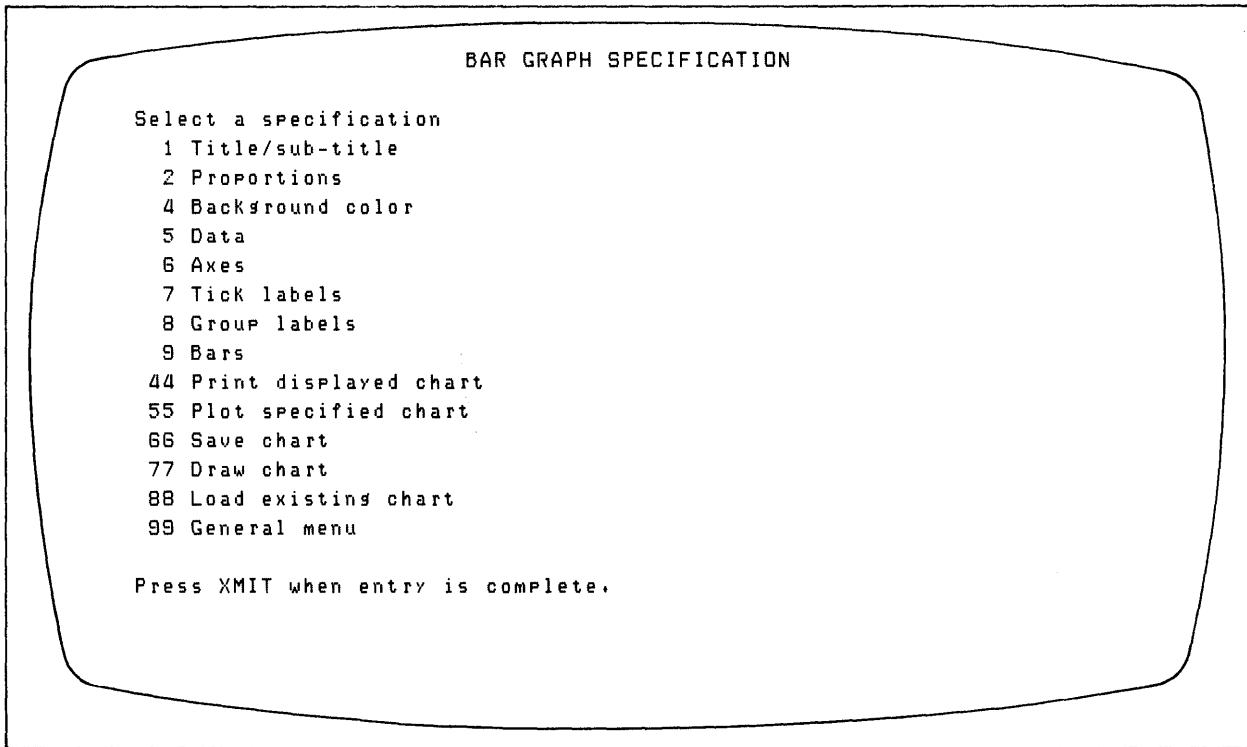 BAR GRAPH SPECIFICATION
Select a specification
1 Title/sub-title
2 Proportions
4 Background color
5 Data
6 Axes
7 Tick labels
8 Group labels
9 Bars
44 Print displayed chart
55 Plot specified chart
66 Save chart
77 Draw chart
88 Load existing chart
99 General menu
Press XMIT when entry is complete.